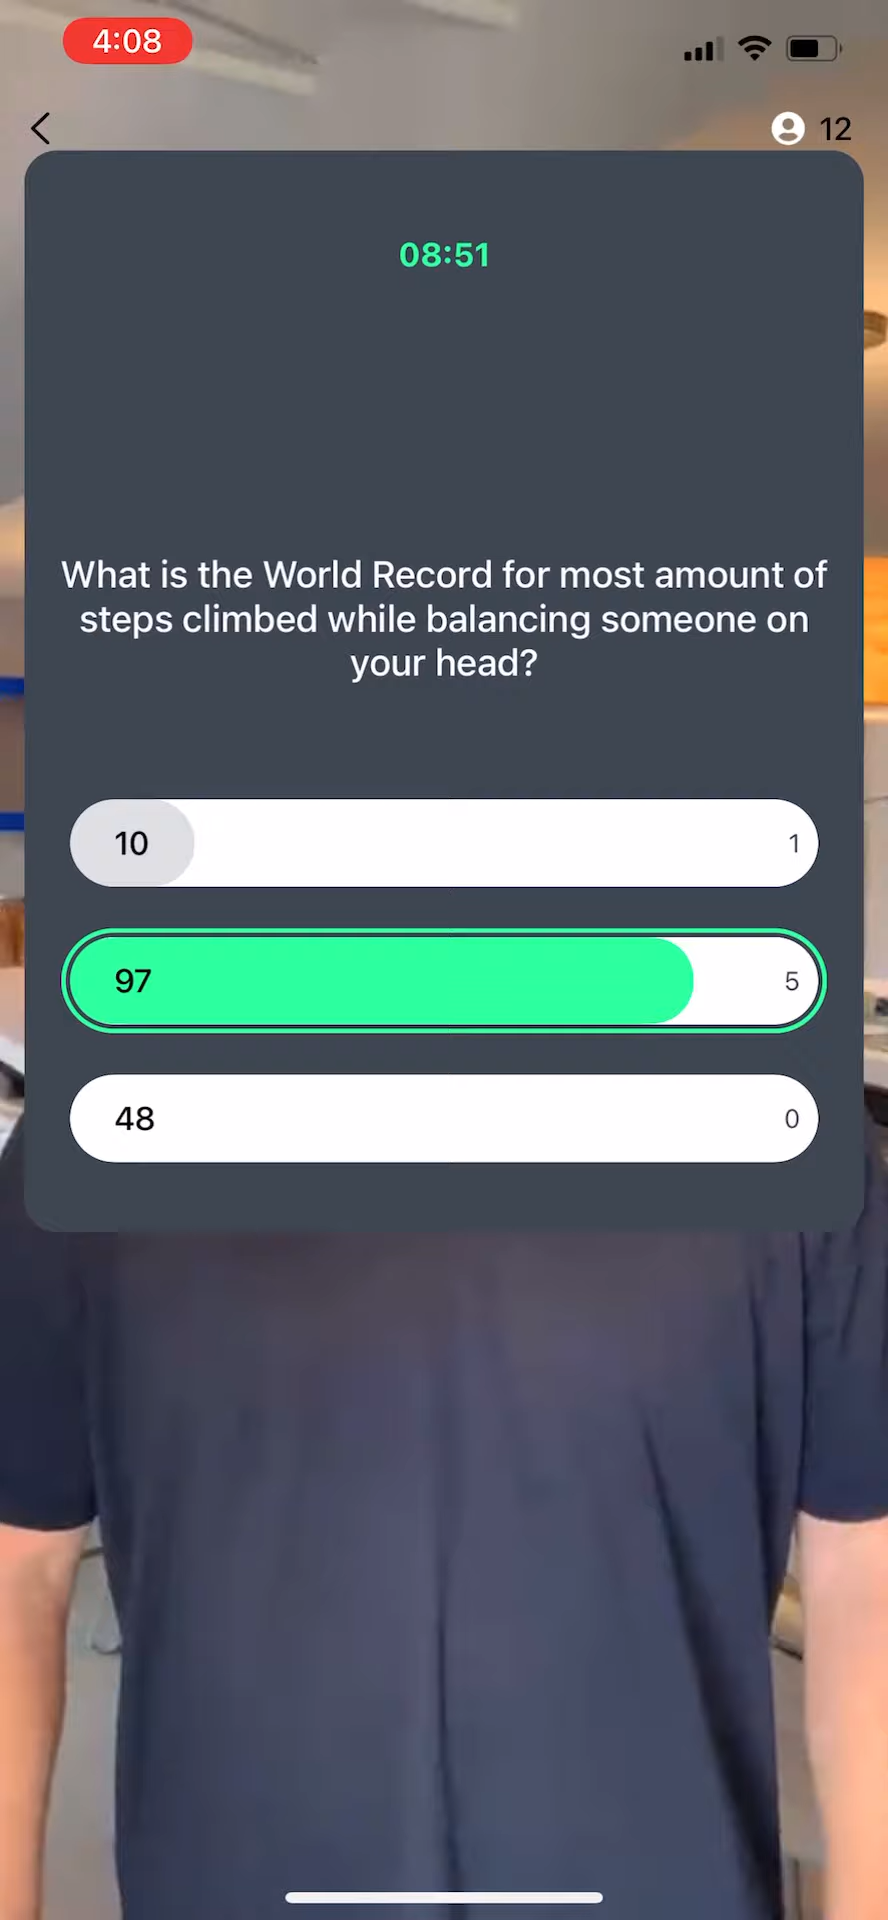 4:08
12
08:51
What is the World Record for most amount of
steps climbed while balancing someone on
your head?
10 1
97 5
48 0